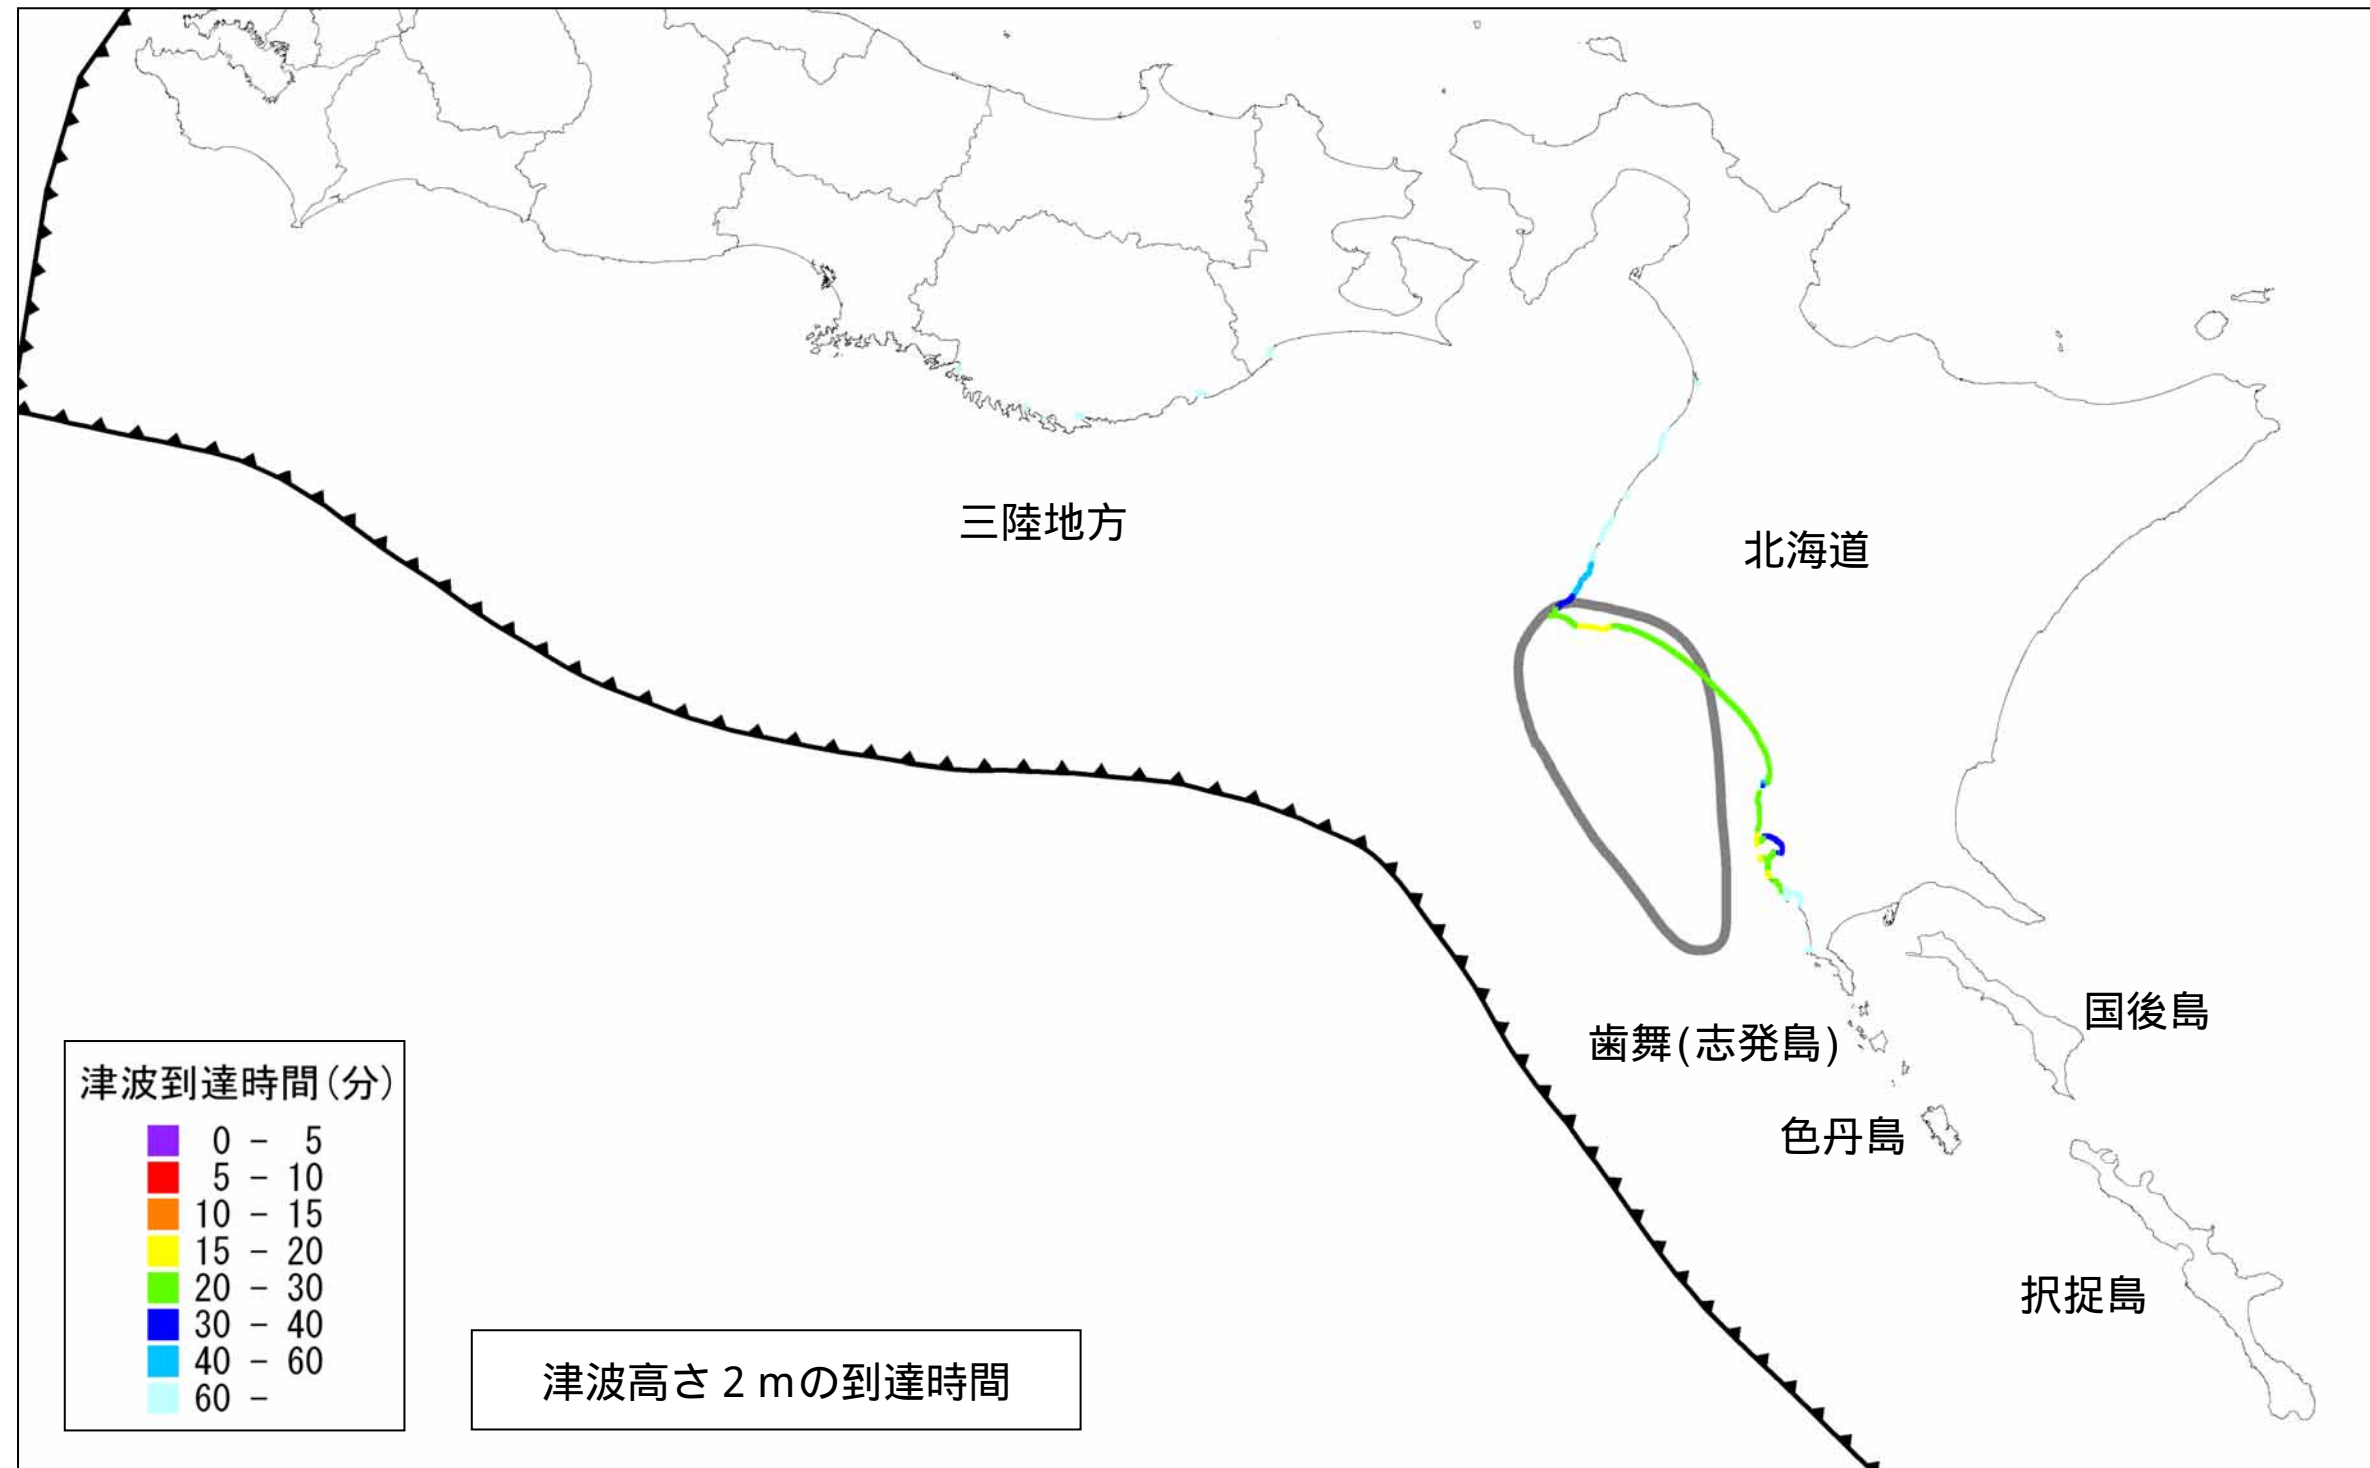 三陸地方
北海道
国後島
歯舞(志発島)
色丹島
択捉島
津波到達時間(分)
0 - 5
5 - 10
10 - 15
15 - 20
20 - 30
30 - 40
40 - 60
60 -
津波高さ2mの到達時間